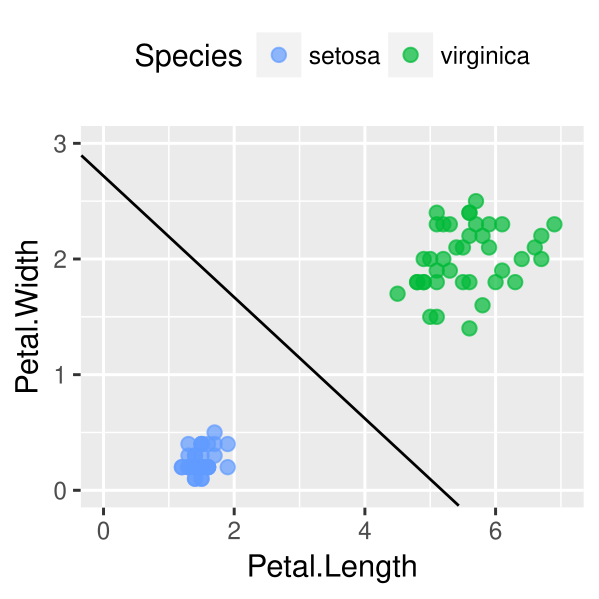 Species setosa virginica
3
2
1
0
Petal.Width
0 2 4 6
Petal.Length